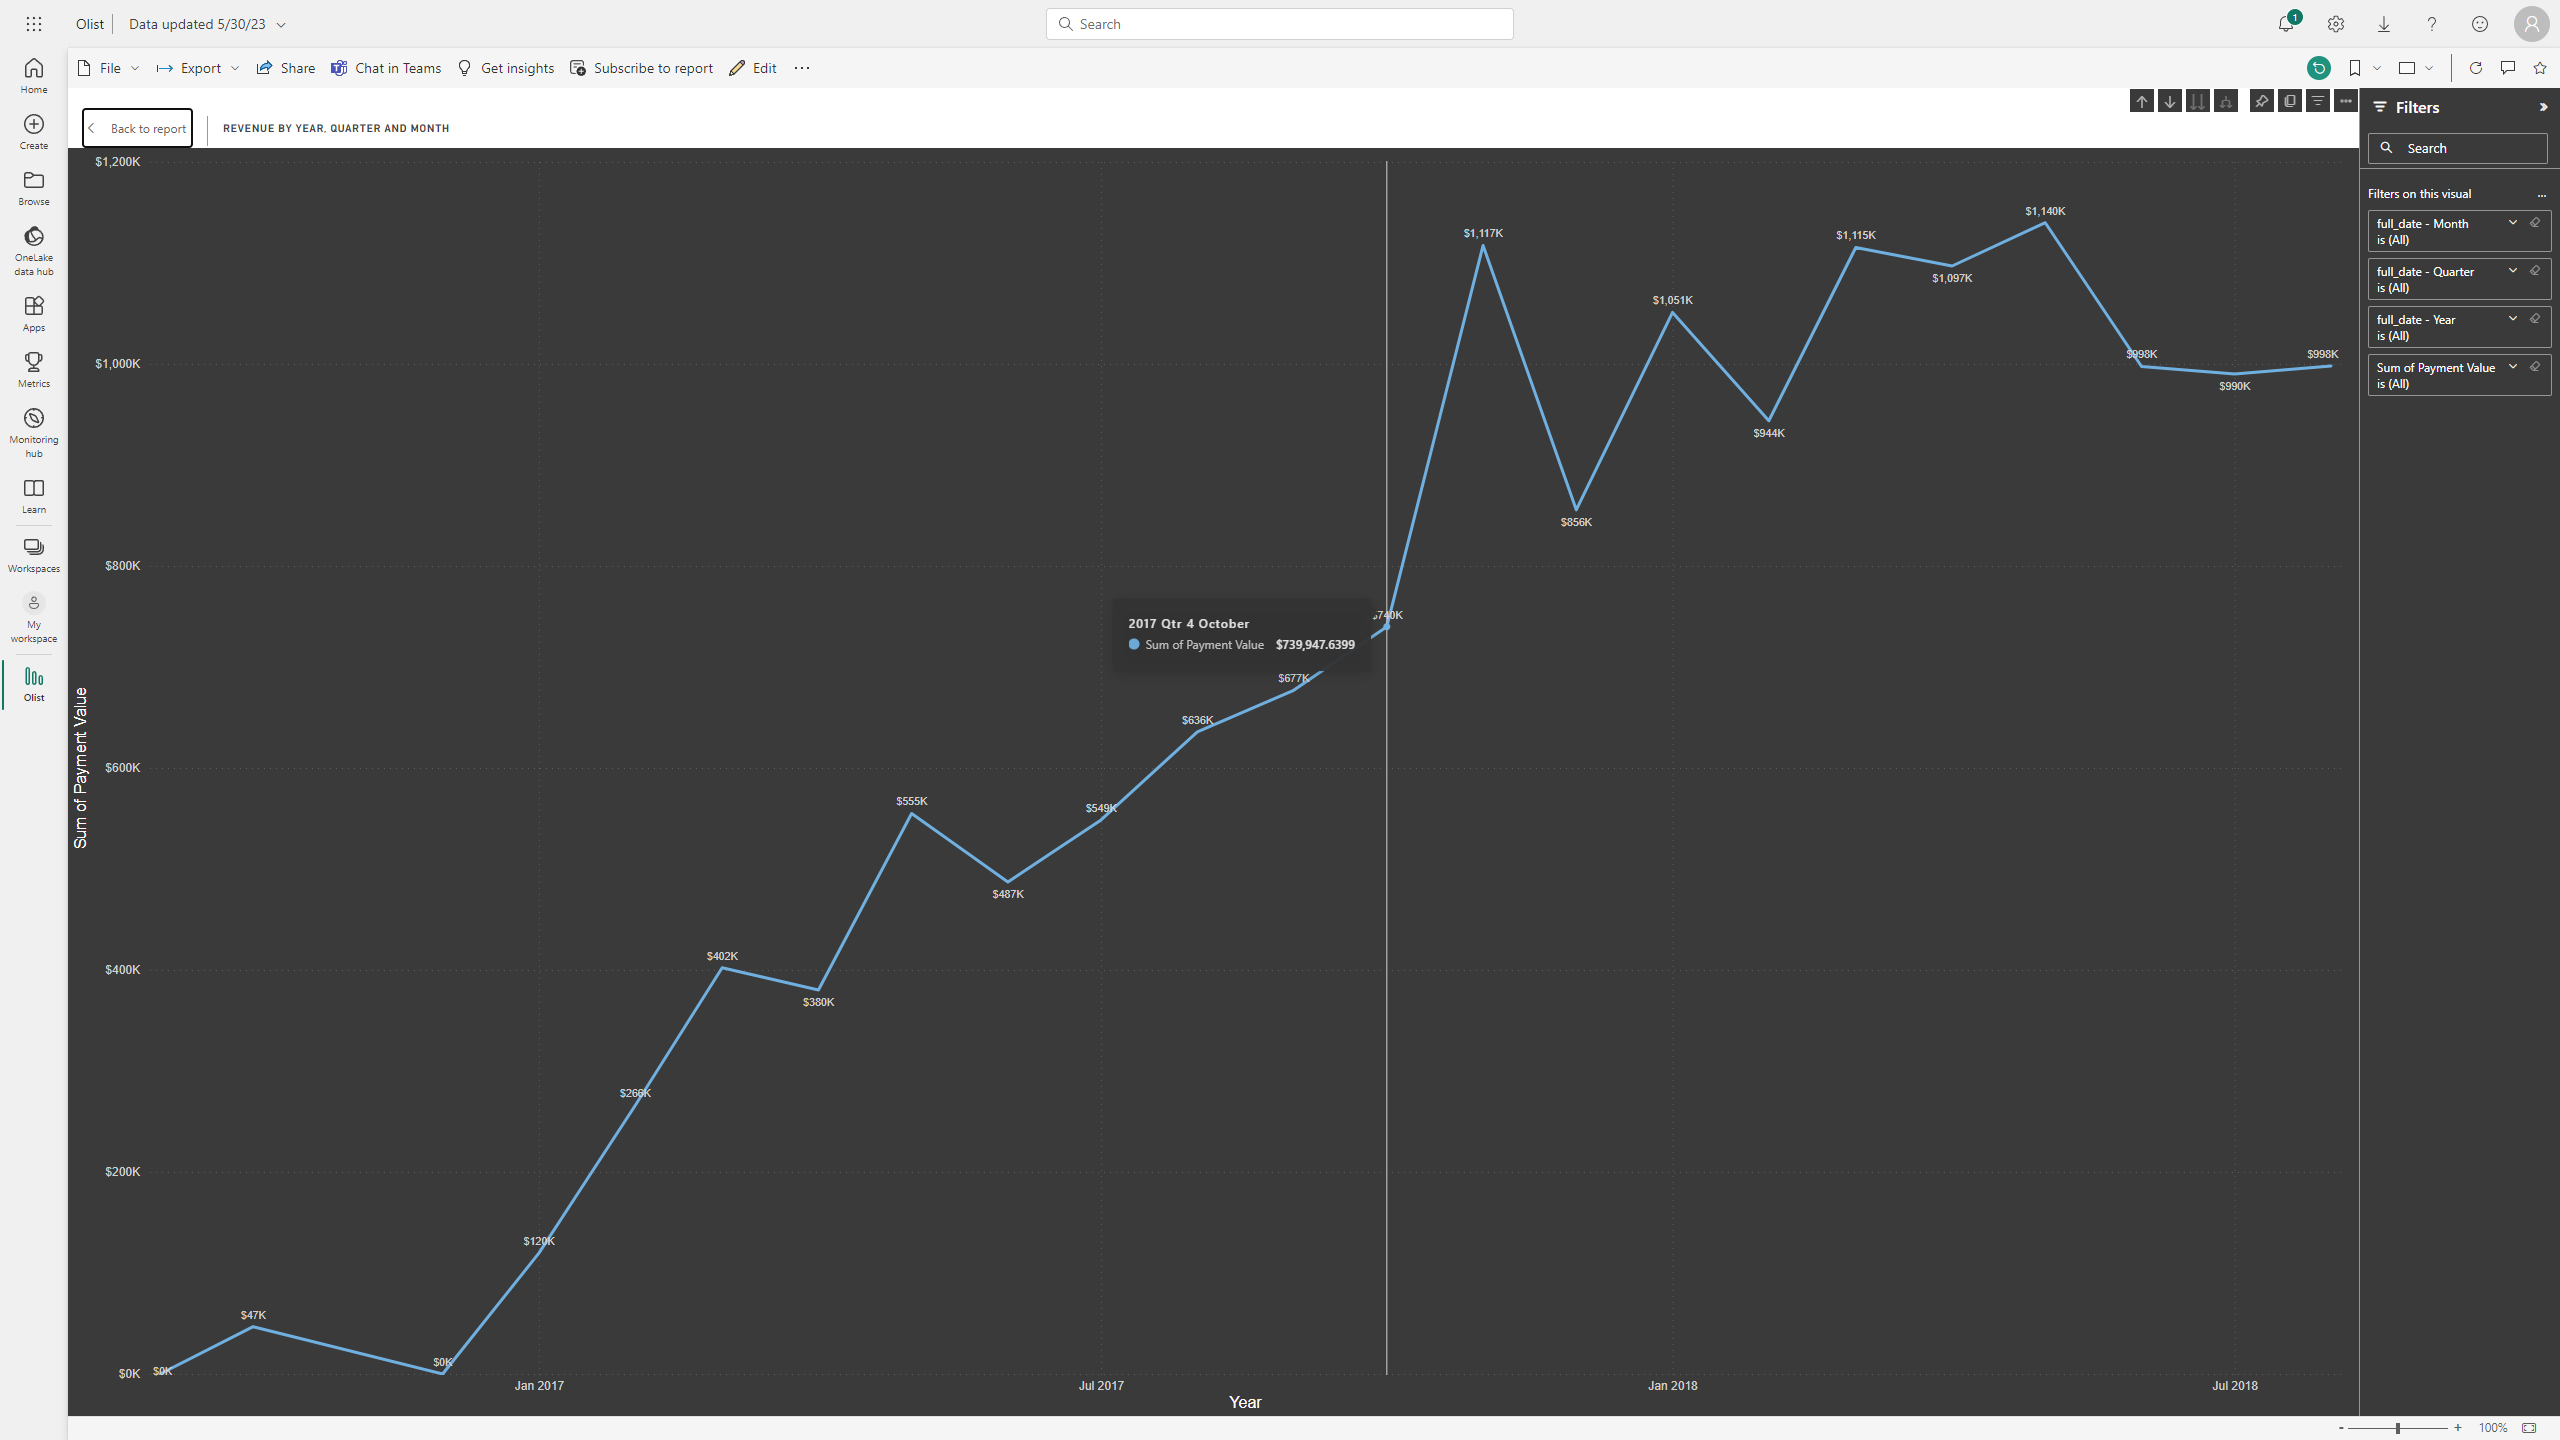 Olist
Data updated 5/30/23
Search
1
Home
Create
Browse
OneLake
data hub
Apps
Metrics
Monitoring
hub
Learn
Workspaces
My
workspace
Olist
File
Export
Share
Chat in Teams
Get insights
Subscribe to report
Edit
Back to report
REVENUE BY YEAR, QUARTER AND MONTH
$1,200K
$1,000K
$800K
$600K
$400K
$200K
$0K
Sum of Payment Value
$0K
$47K
$0K
$120K
$266K
$402K
$380K
$555K
$487K
$549K
$636K
$677K
$740K
$1,117K
$856K
$1,051K
$944K
$1,115K
$1,097K
$1,140K
$998K
$990K
$998K
2017 Qtr 4 October
Sum of Payment Value $739,947.6399
Jan 2017
Jul 2017
Jan 2018
Jul 2018
Year
Filters
Search
Filters on this visual
full_date - Month
is (All)
full_date - Quarter
is (All)
full_date - Year
is (All)
Sum of Payment Value
is (All)
- + 100%